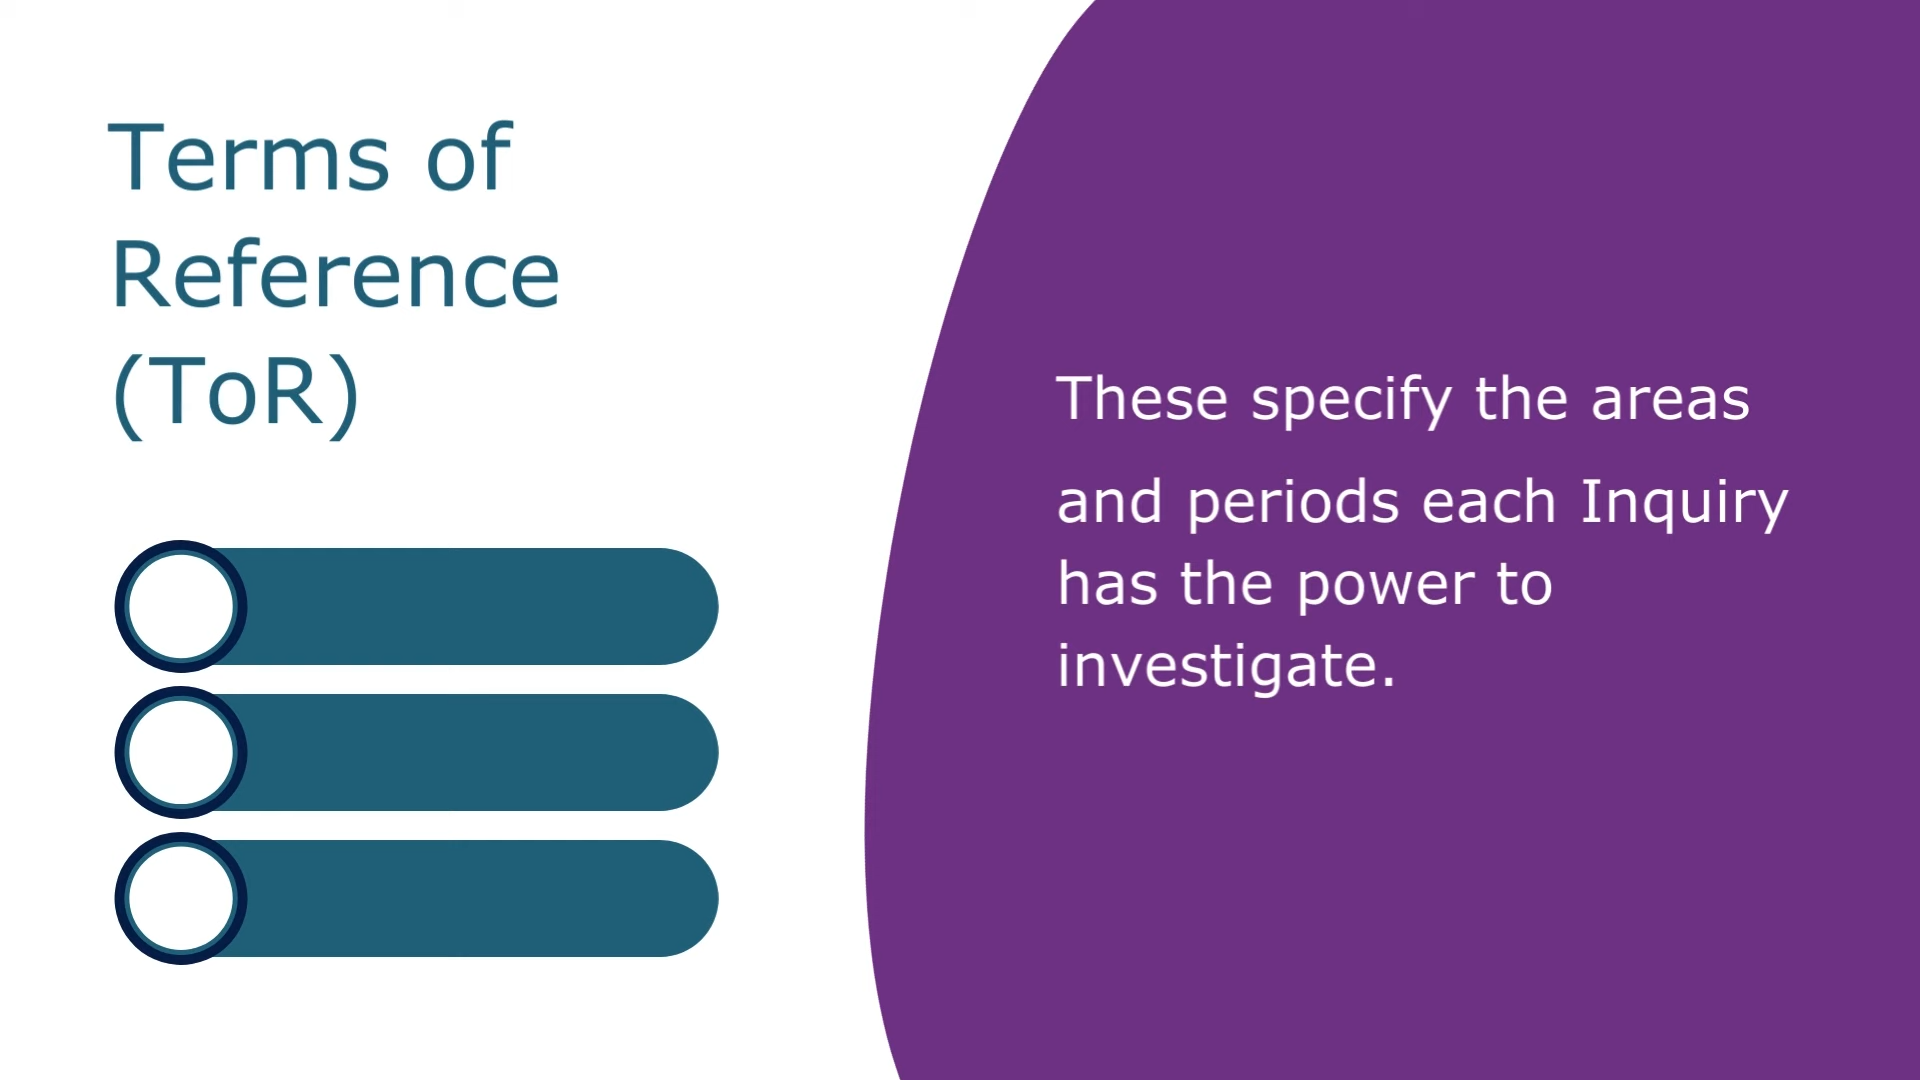 Terms of
Reference
(ToR)
These specify the areas
and periods each Inquiry
has the power to
investigate.